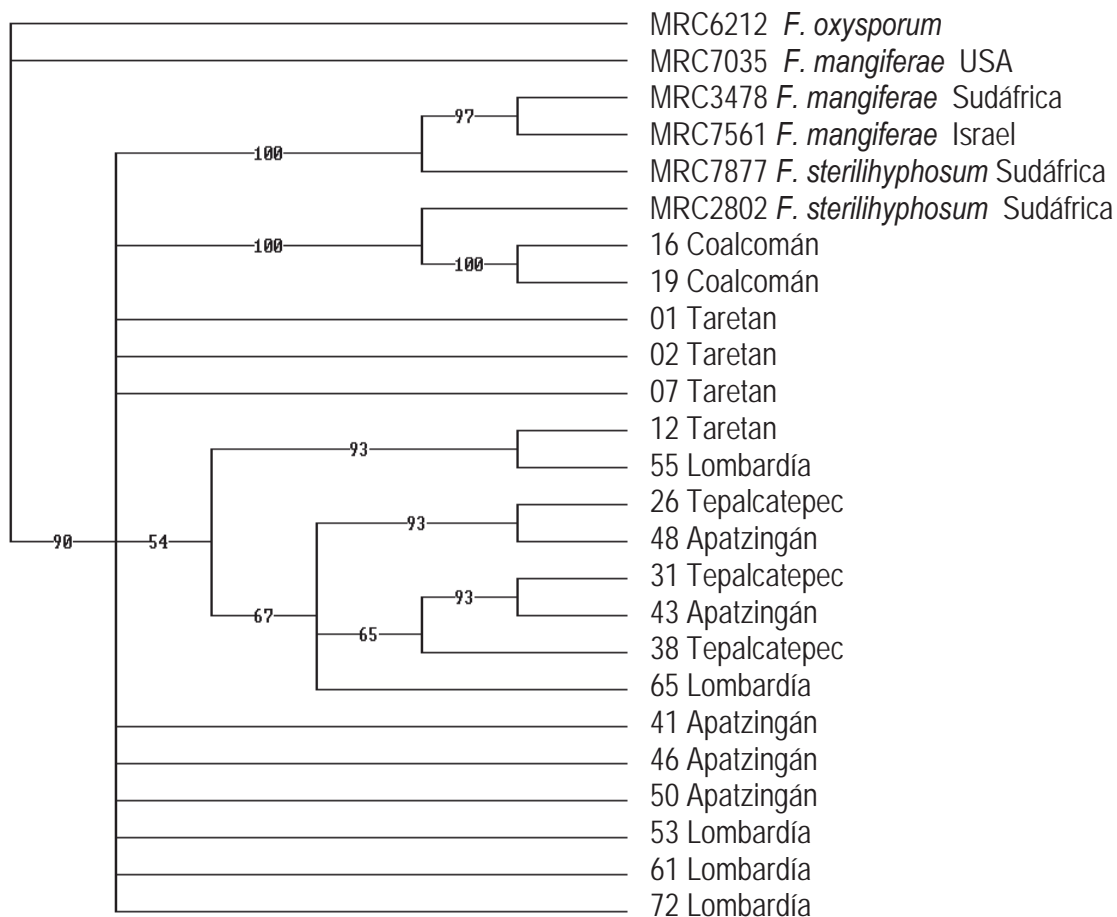 MRC6212 F. oxysporum
MRC7035 F. mangiferae USA
MRC3478 F. mangiferae Sudáfrica
97
MRC7561 F. mangiferae Israel
100
MRC7877 F. sterilihyphosum Sudáfrica
MRC2802 F. sterilihyphosum Sudáfrica
100
16 Coalcomán
100
19 Coalcomán
01 Taretan
02 Taretan
07 Taretan
12 Taretan
93
55 Lombardía
26 Tepalcatepec
93
48 Apatzingán
90
54
31 Tepalcatepec
93
43 Apatzingán
67
65
38 Tepalcatepec
65 Lombardía
41 Apatzingán
46 Apatzingán
50 Apatzingán
53 Lombardía
61 Lombardía
72 Lombardía